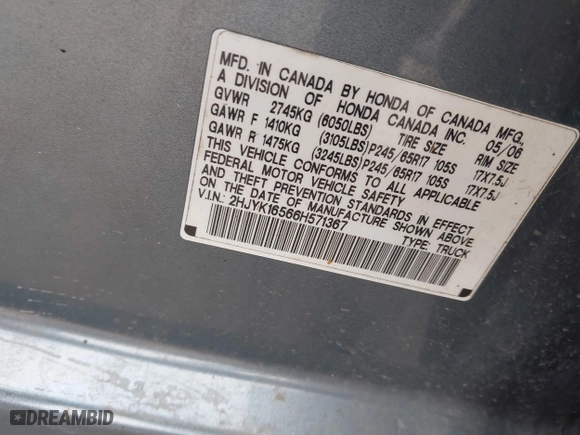 MFD. IN CANADA BY HONDA OF CANADA MFG.,
A DIVISION OF HONDA CANADA INC. 05/06
GVWR 2745KG (6050LBS) TIRE SIZE RIM SIZE
GAWR F 1410KG (3105LBS) P245/65R17 105S 17X7.5J
GAWR R 1475KG (3245LBS) P245/65R17 105S 17X7.5J
THIS VEHICLE CONFORMS TO ALL APPLICABLE
FEDERAL MOTOR VEHICLE SAFETY
AND THEFT PREVENTION STANDARDS IN EFFECT
ON THE DATE OF MANUFACTURE SHOWN ABOVE
V.I.N.: 2HJYK16566H571367 TYPE: TRUCK
DREAMBID